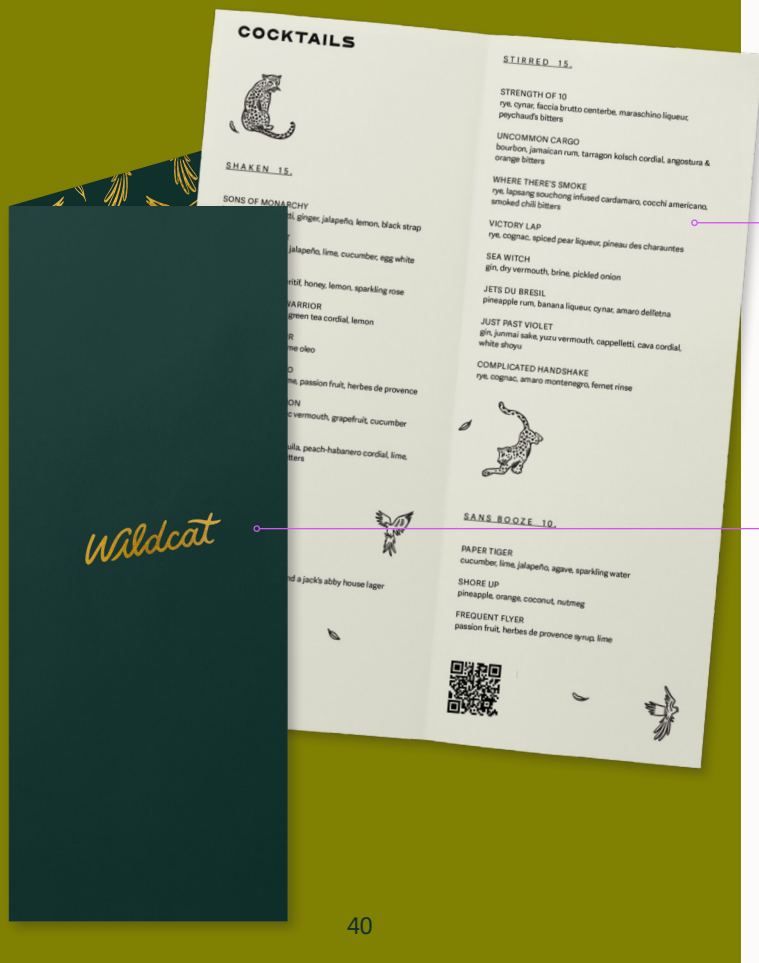 COCKTAILS
SHAKEN 15.
SONS OF MONARCHY
ginger, jalapeño, lemon, black strap
jalapeño, lime, cucumber, egg white
honey, lemon, sparkling rose
WARRIOR
green tea cordial, lemon
oleo
passion fruit, herbes de provence
vermouth, grapefruit, cucumber
peach-habanero cordial, lime,
a jack's abby house lager
STIRRED 15.
STRENGTH OF 10
rye, cynar, faccia brutto centerbe, maraschino liqueur,
peychaud's bitters
UNCOMMON CARGO
bourbon, jamaican rum, tarragon kolsch cordial, angostura &
orange bitters
WHERE THERE'S SMOKE
rye, lapsang souchong infused cardamaro, cocchi americano,
smoked chili bitters
VICTORY LAP
rye, cognac, spiced pear liqueur, pineau des charauntes
SEA WITCH
gin, dry vermouth, brine, pickled onion
JETS DU BRESIL
pineapple rum, banana liqueur, cynar, amaro dell'etna
JUST PAST VIOLET
gin, junmai sake, yuzu vermouth, cappelletti, cava cordial,
white shoyu
COMPLICATED HANDSHAKE
rye, cognac, amaro montenegro, fernet rinse
SANS BOOZE 10.
PAPER TIGER
cucumber, lime, jalapeño, agave, sparkling water
SHORE UP
pineapple, orange, coconut, nutmeg
FREQUENT FLYER
passion fruit, herbes de provence syrup, lime
Wildcat
40